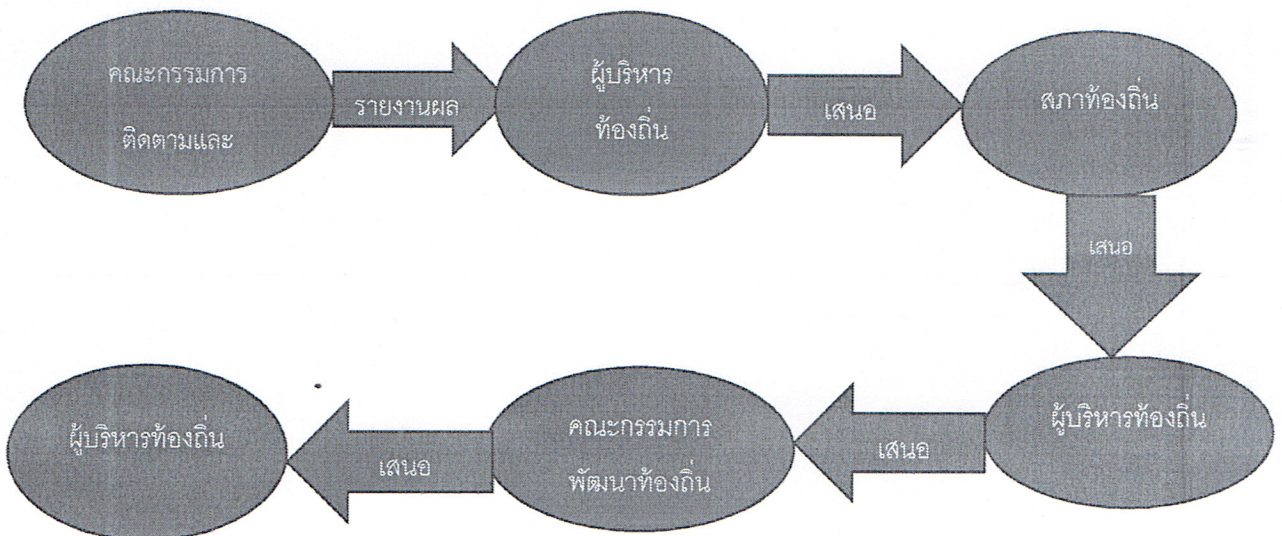 คณะกรรมการ
ติดตามและ
รายงานผล
ผู้บริหาร
ท้องถิ่น
เสนอ
สภาท้องถิ่น
เสนอ
ผู้บริหารท้องถิ่น
เสนอ
คณะกรรมการ
พัฒนาท้องถิ่น
เสนอ
ผู้บริหารท้องถิ่น